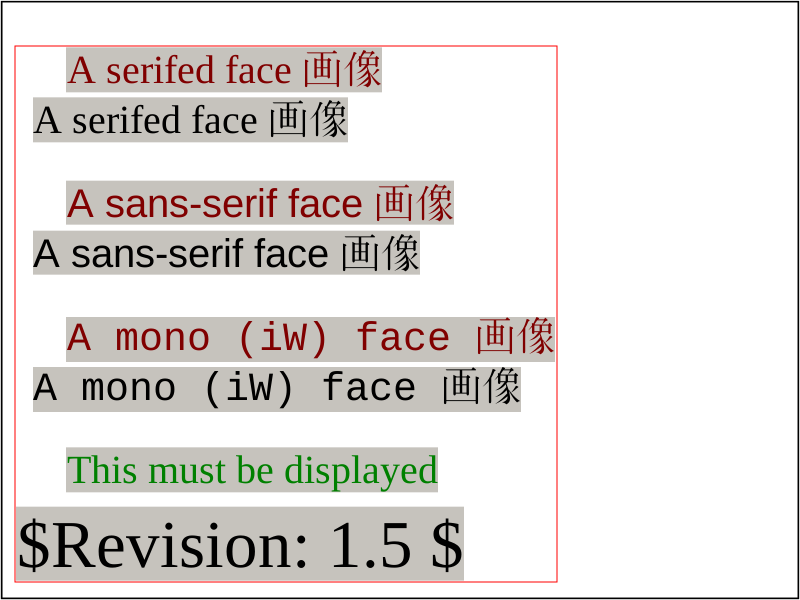 A serifed face 画像
A serifed face 画像
A sans-serif face 画像
A sans-serif face 画像
A mono (iW) face 画像
A mono (iW) face 画像
This must be displayed
$Revision: 1.5 $